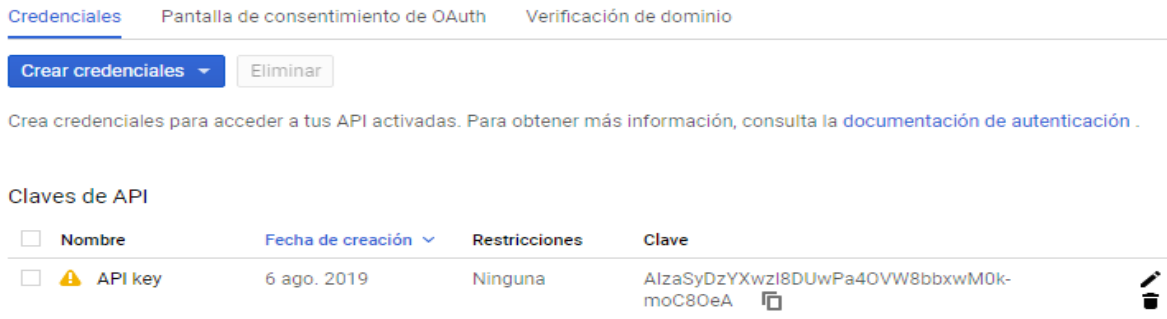 Credenciales Pantalla de consentimiento de OAuth Verificación de dominio
Crear credenciales Eliminar
Crea credenciales para acceder a tus API activadas. Para obtener más información, consulta la documentación de autenticación .
Claves de API
Nombre Fecha de creación Restricciones Clave
API key 6 ago. 2019 Ninguna AIzaSyDzYXwzI8DUwPa4OVW8bbxwM0k-
moC8OeA